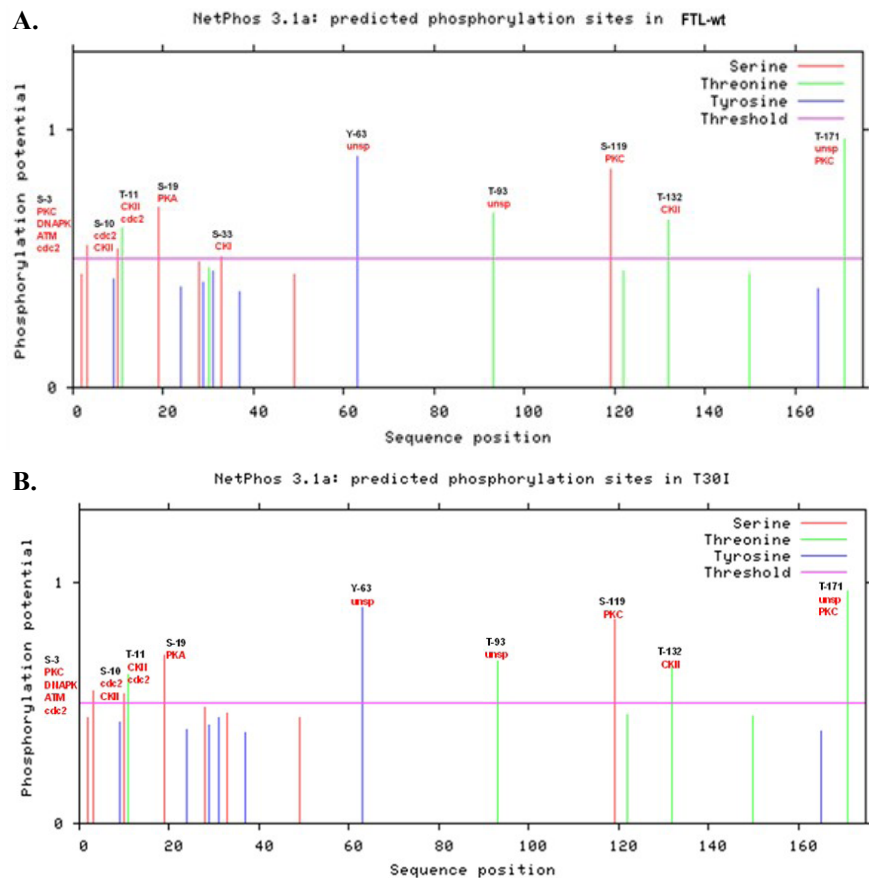 A.
NetPhos 3.1a: predicted phosphorylation sites in FTL-wt
Phosphorylation potential
1
0
Serine
Threonine
Tyrosine
Threshold
S-3
PKC
DNAPK
ATM
cdc2
S-10
cdc2
CKII
T-11
CKII
cdc2
S-19
PKA
S-33
CKI
Y-63
unsp
T-93
unsp
S-119
PKC
T-132
CKII
T-171
unsp
PKC
0 20 40 60 80 100 120 140 160
Sequence position
B.
NetPhos 3.1a: predicted phosphorylation sites in T30I
Phosphorylation potential
1
0
Serine
Threonine
Tyrosine
Threshold
S-3
PKC
DNAPK
ATM
cdc2
S-10
cdc2
CKII
T-11
CKII
cdc2
S-19
PKA
Y-63
unsp
T-93
unsp
S-119
PKC
T-132
CKII
T-171
unsp
PKC
0 20 40 60 80 100 120 140 160
Sequence position